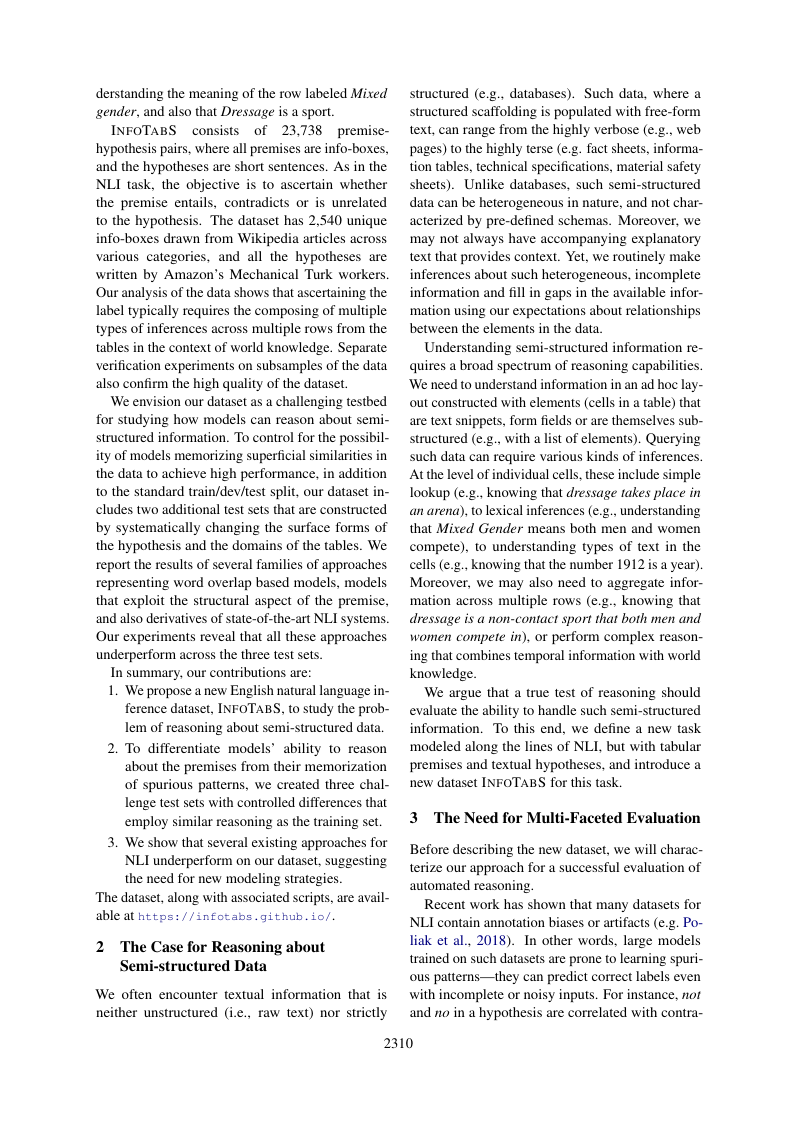 derstanding the meaning of the row labeled Mixed
gender, and also that Dressage is a sport.
INFOTABS consists of 23,738 premise-
hypothesis pairs, where all premises are info-boxes,
and the hypotheses are short sentences. As in the
NLI task, the objective is to ascertain whether
the premise entails, contradicts or is unrelated
to the hypothesis. The dataset has 2,540 unique
info-boxes drawn from Wikipedia articles across
various categories, and all the hypotheses are
written by Amazon's Mechanical Turk workers.
Our analysis of the data shows that ascertaining the
label typically requires the composing of multiple
types of inferences across multiple rows from the
tables in the context of world knowledge. Separate
verification experiments on subsamples of the data
also confirm the high quality of the dataset.
We envision our dataset as a challenging testbed
for studying how models can reason about semi-
structured information. To control for the possibil-
ity of models memorizing superficial similarities in
the data to achieve high performance, in addition
to the standard train/dev/test split, our dataset in-
cludes two additional test sets that are constructed
by systematically changing the surface forms of
the hypothesis and the domains of the tables. We
report the results of several families of approaches
representing word overlap based models, models
that exploit the structural aspect of the premise,
and also derivatives of state-of-the-art NLI systems.
Our experiments reveal that all these approaches
underperform across the three test sets.
In summary, our contributions are:
1. We propose a new English natural language in-
ference dataset, INFOTABS, to study the prob-
lem of reasoning about semi-structured data.
2. To differentiate models' ability to reason
about the premises from their memorization
of spurious patterns, we created three chal-
lenge test sets with controlled differences that
employ similar reasoning as the training set.
3. We show that several existing approaches for
NLI underperform on our dataset, suggesting
the need for new modeling strategies.
The dataset, along with associated scripts, are avail-
able at https://infotabs.github.io/.
2 The Case for Reasoning about
Semi-structured Data
We often encounter textual information that is
neither unstructured (i.e., raw text) nor strictly
structured (e.g., databases). Such data, where a
structured scaffolding is populated with free-form
text, can range from the highly verbose (e.g., web
pages) to the highly terse (e.g. fact sheets, informa-
tion tables, technical specifications, material safety
sheets). Unlike databases, such semi-structured
data can be heterogeneous in nature, and not char-
acterized by pre-defined schemas. Moreover, we
may not always have accompanying explanatory
text that provides context. Yet, we routinely make
inferences about such heterogeneous, incomplete
information and fill in gaps in the available infor-
mation using our expectations about relationships
between the elements in the data.
Understanding semi-structured information re-
quires a broad spectrum of reasoning capabilities.
We need to understand information in an ad hoc lay-
out constructed with elements (cells in a table) that
are text snippets, form fields or are themselves sub-
structured (e.g., with a list of elements). Querying
such data can require various kinds of inferences.
At the level of individual cells, these include simple
lookup (e.g., knowing that dressage takes place in
an arena), to lexical inferences (e.g., understanding
that Mixed Gender means both men and women
compete), to understanding types of text in the
cells (e.g., knowing that the number 1912 is a year).
Moreover, we may also need to aggregate infor-
mation across multiple rows (e.g., knowing that
dressage is a non-contact sport that both men and
women compete in), or perform complex reason-
ing that combines temporal information with world
knowledge.
We argue that a true test of reasoning should
evaluate the ability to handle such semi-structured
information. To this end, we define a new task
modeled along the lines of NLI, but with tabular
premises and textual hypotheses, and introduce a
new dataset INFOTABS for this task.
3 The Need for Multi-Faceted Evaluation
Before describing the new dataset, we will charac-
terize our approach for a successful evaluation of
automated reasoning.
Recent work has shown that many datasets for
NLI contain annotation biases or artifacts (e.g. Po-
liak et al., 2018). In other words, large models
trained on such datasets are prone to learning spuri-
ous patterns—they can predict correct labels even
with incomplete or noisy inputs. For instance, not
and no in a hypothesis are correlated with contra-
2310